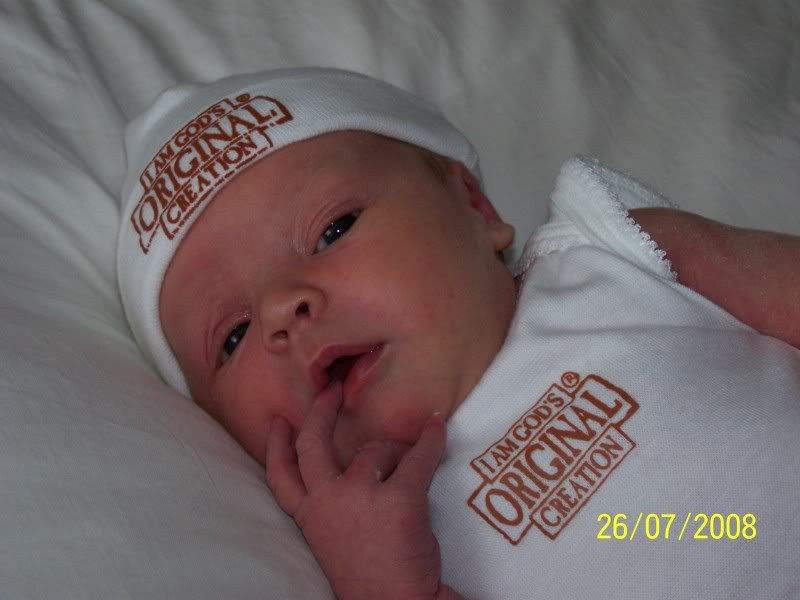 I AM GOD'S ®
ORIGINAL
CREATION
I AM GOD'S ®
ORIGINAL
CREATION
26/07/2008